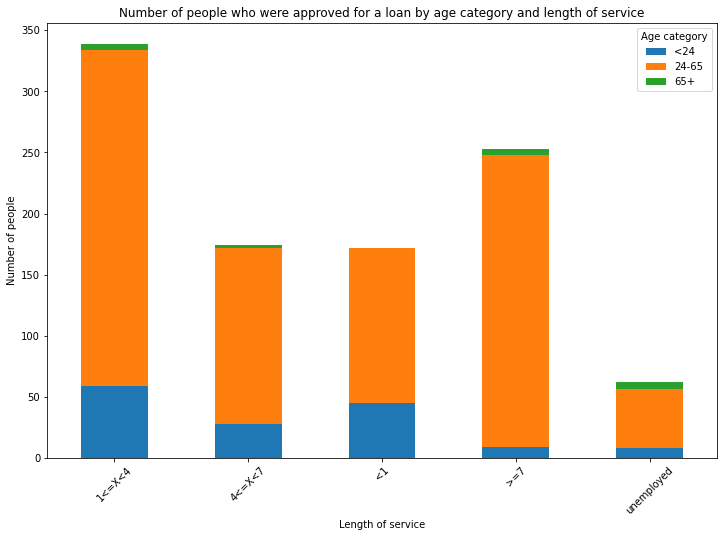 Number of people who were approved for a loan by age category and length of service
Age category
<24
24-65
65+
350
300
250
200
150
100
50
0
Number of people
1<=X<4
4<=X<7
<1
>=7
unemployed
Length of service